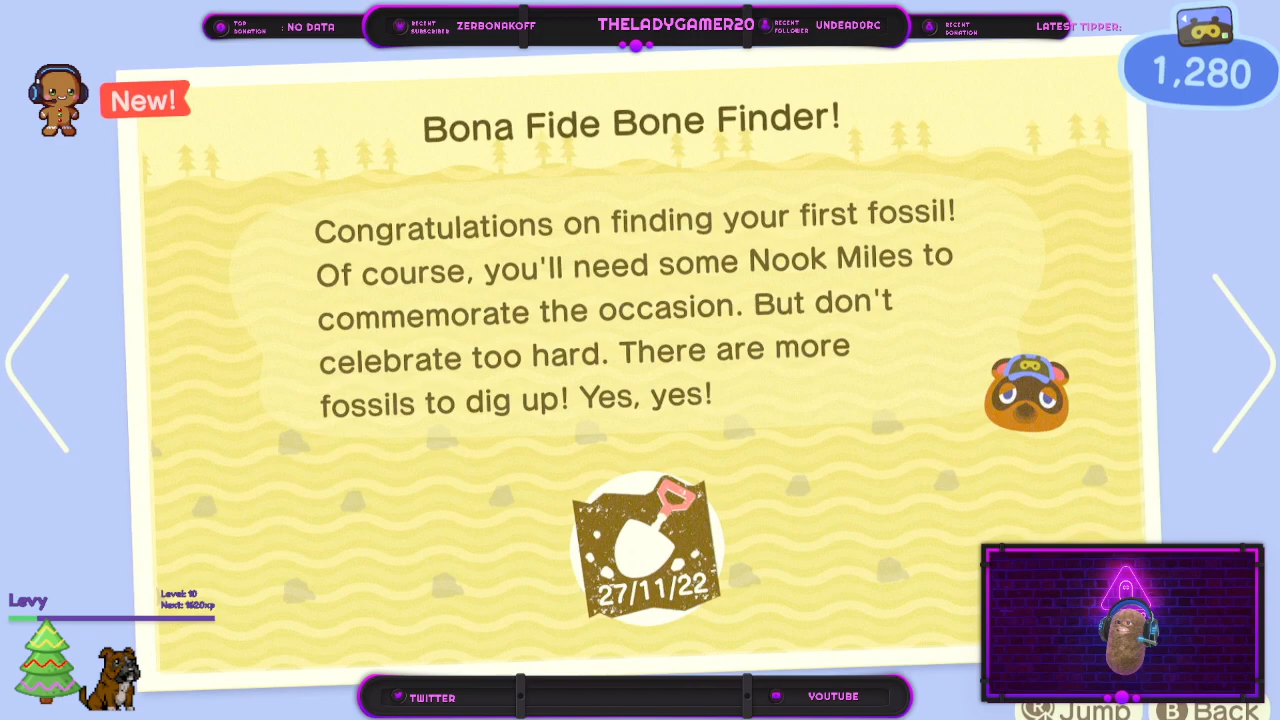 TOP DONATION : NO DATA
RECENT SUBSCRIBER ZERBONAKOFF
THELADYGAMER20
RECENT FOLLOWER UNDEADORC
RECENT DONATION
LATEST TIPPER:
1,280
New!
Bona Fide Bone Finder!
Congratulations on finding your first fossil!
Of course, you'll need some Nook Miles to
commemorate the occasion. But don't
celebrate too hard. There are more
fossils to dig up! Yes, yes!
27/11/22
Levy
Level: 10
Next: 1620xp
TWITTER
YOUTUBE
R Jump B Back